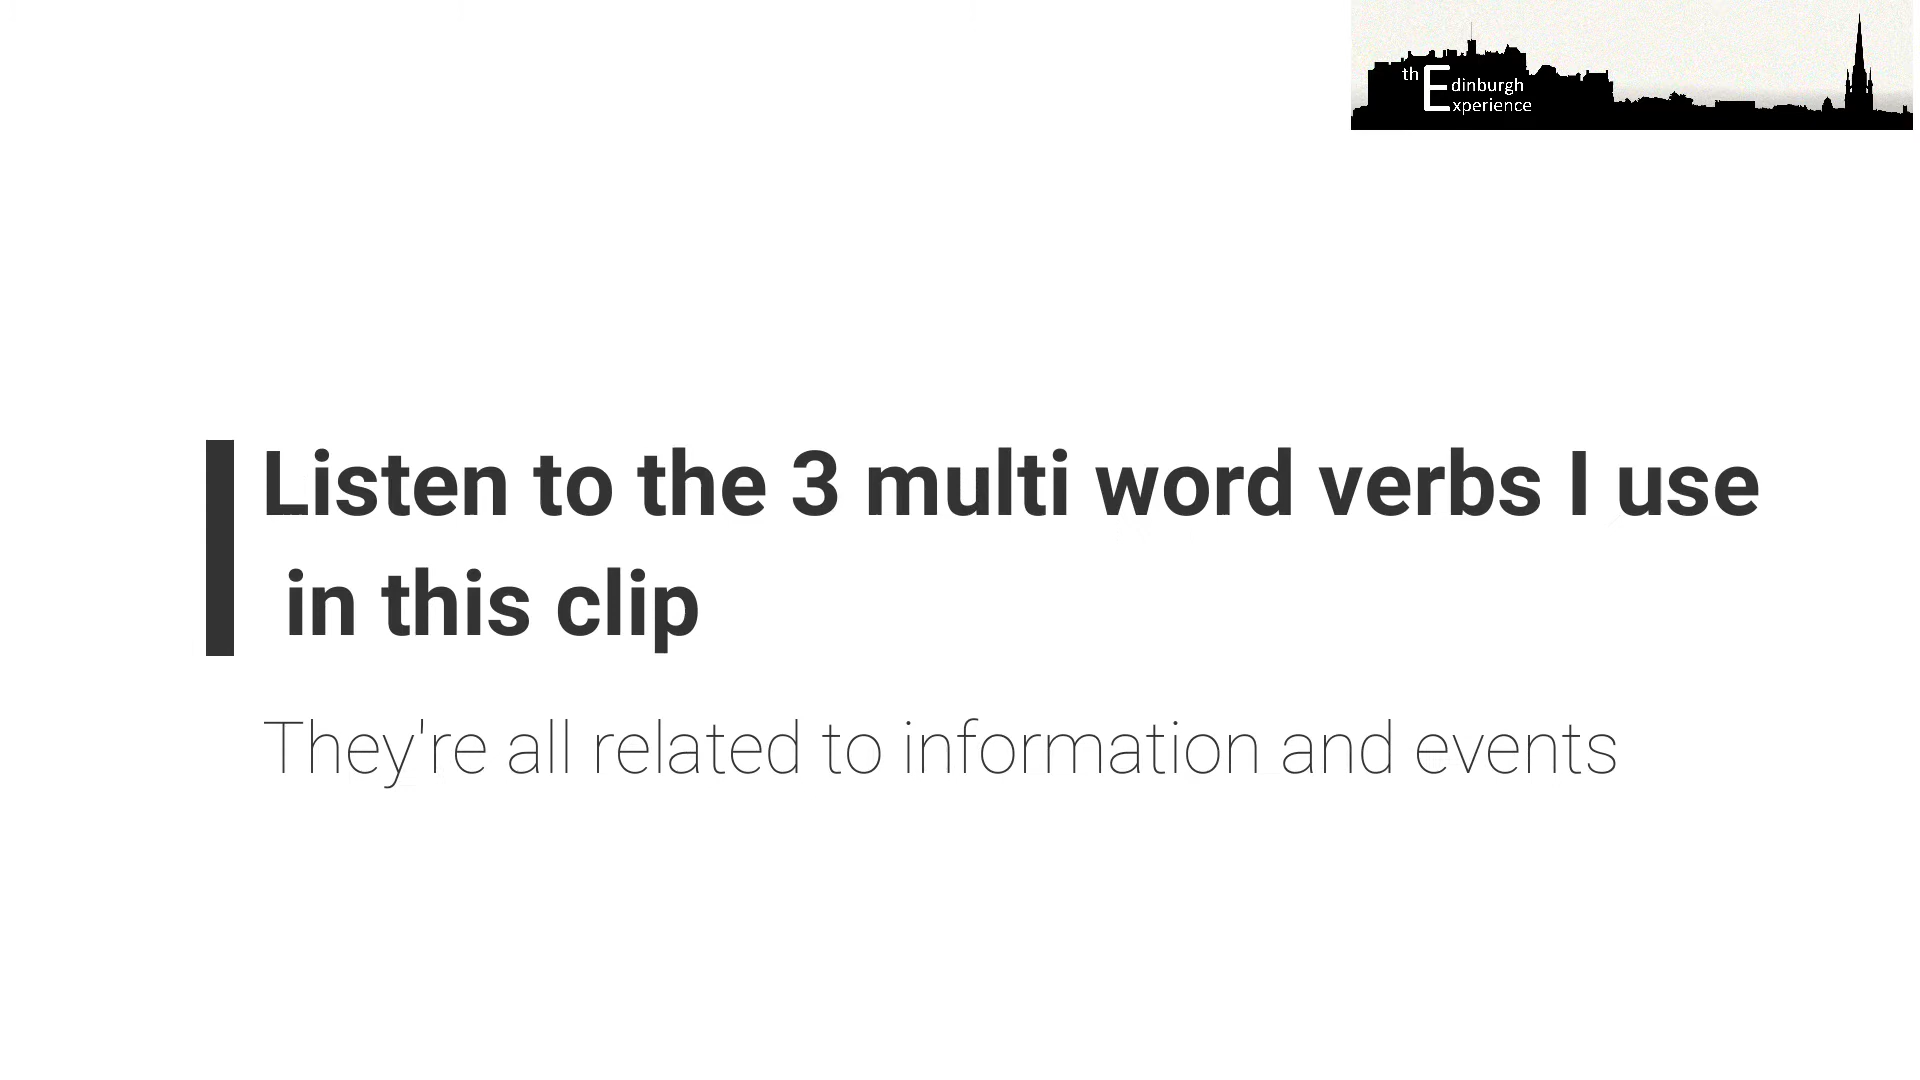 th Edinburgh
Experience
Listen to the 3 multi word verbs I use
in this clip
They're all related to information and events